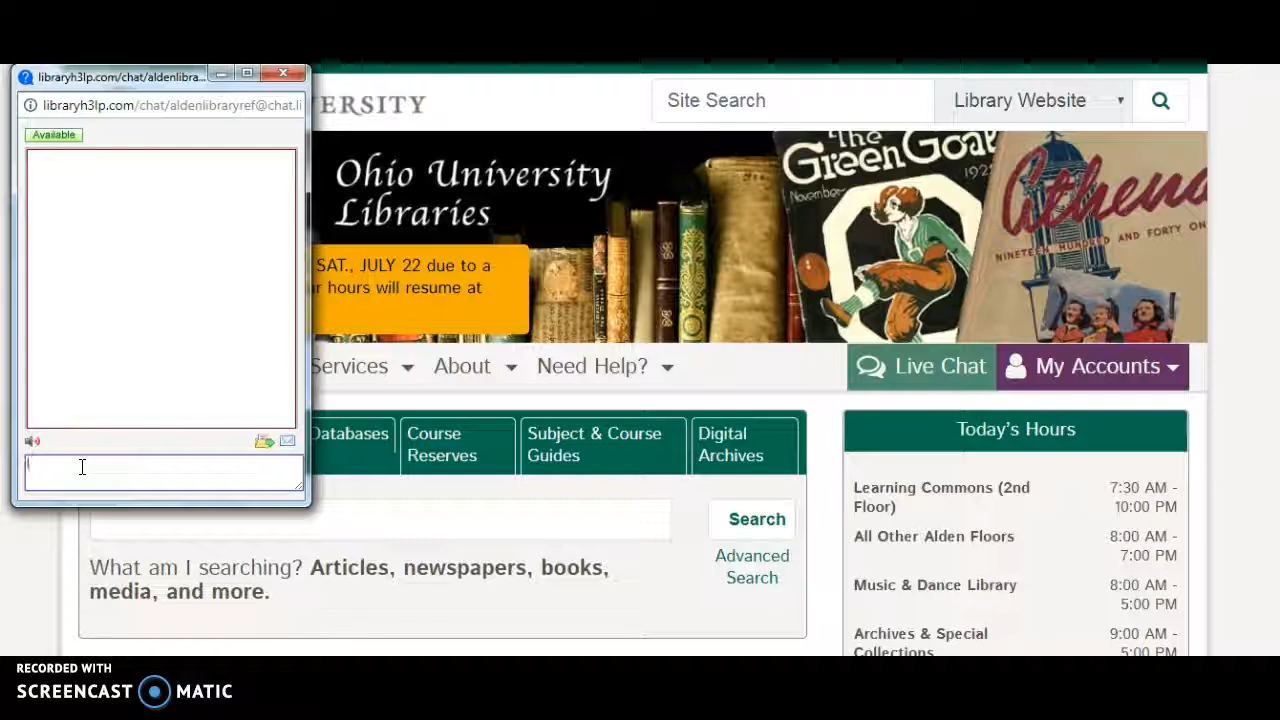 libraryh3lp.com/chat/aldenlibra...
libraryh3lp.com/chat/aldenlibraryref@chat.li
Available
ERSITY
Site Search
Library Website
Ohio University
Libraries
SAT., JULY 22 due to a
r hours will resume at
The
Green Goat
November
192
Athena
NINETEEN HUNDRED AND FORTY ON
Services
About
Need Help?
Live Chat
My Accounts
Databases
Course
Reserves
Subject & Course
Guides
Digital
Archives
Search
Advanced
Search
What am I searching? Articles, newspapers, books,
media, and more.
Today's Hours
Learning Commons (2nd
Floor)
7:30 AM -
10:00 PM
All Other Alden Floors
8:00 AM -
7:00 PM
Music & Dance Library
8:00 AM -
5:00 PM
Archives & Special
Collections
9:00 AM -
5:00 PM
RECORDED WITH
SCREENCAST MATIC